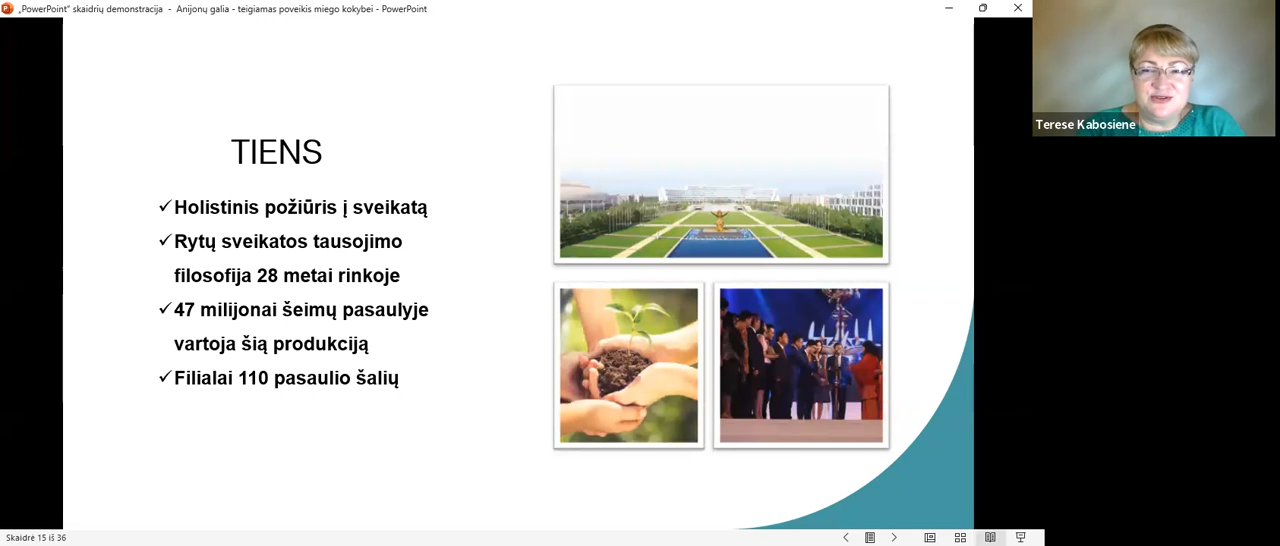 „PowerPoint“ skaidrių demonstracija - Anijonų galia - teigiamas poveikis miego kokybei - PowerPoint
Terese Kabosiene
TIENS
Holistinis požiūris į sveikatą
Rytų sveikatos tausojimo
filosofija 28 metai rinkoje
47 milijonai šeimų pasaulyje
vartoja šią produkciją
Filialai 110 pasaulio šalių
Skaidrė 15 iš 36